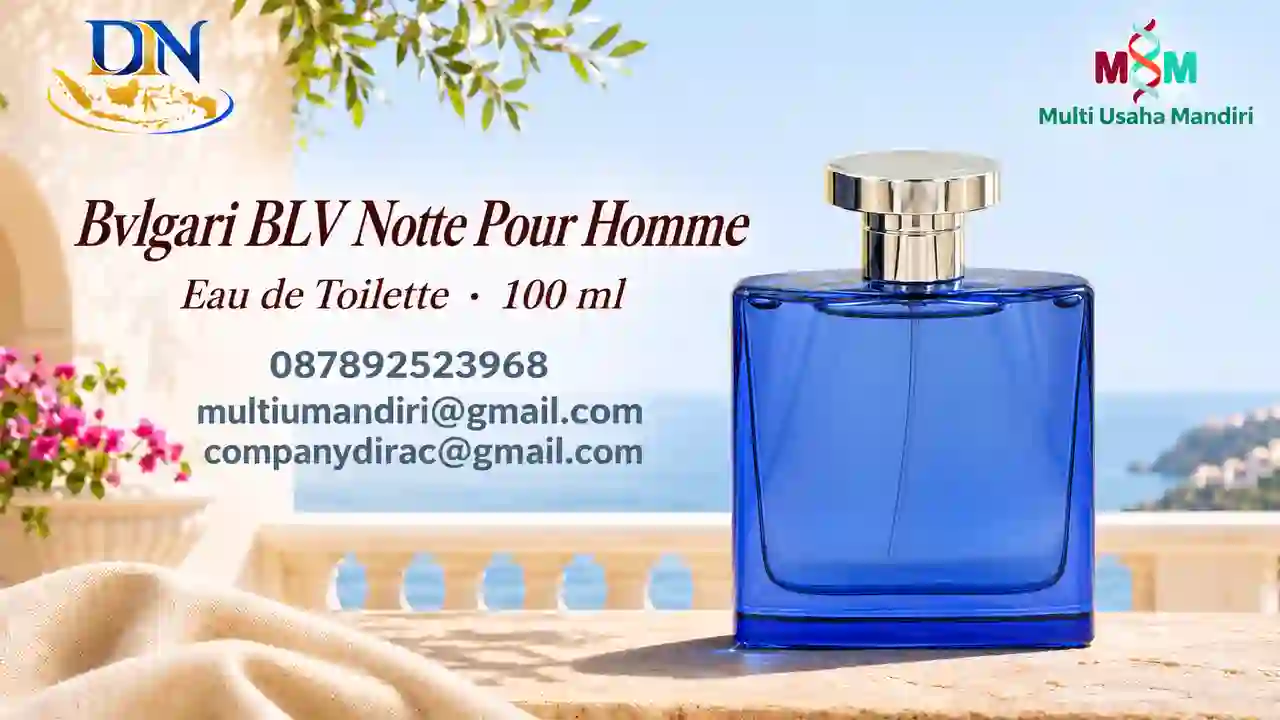 DIN
MSM
Multi Usaha Mandiri
Bvlgari BLV Notte Pour Homme
Eau de Toilette · 100 ml
087892523968
multiumandiri@gmail.com
companydirac@gmail.com